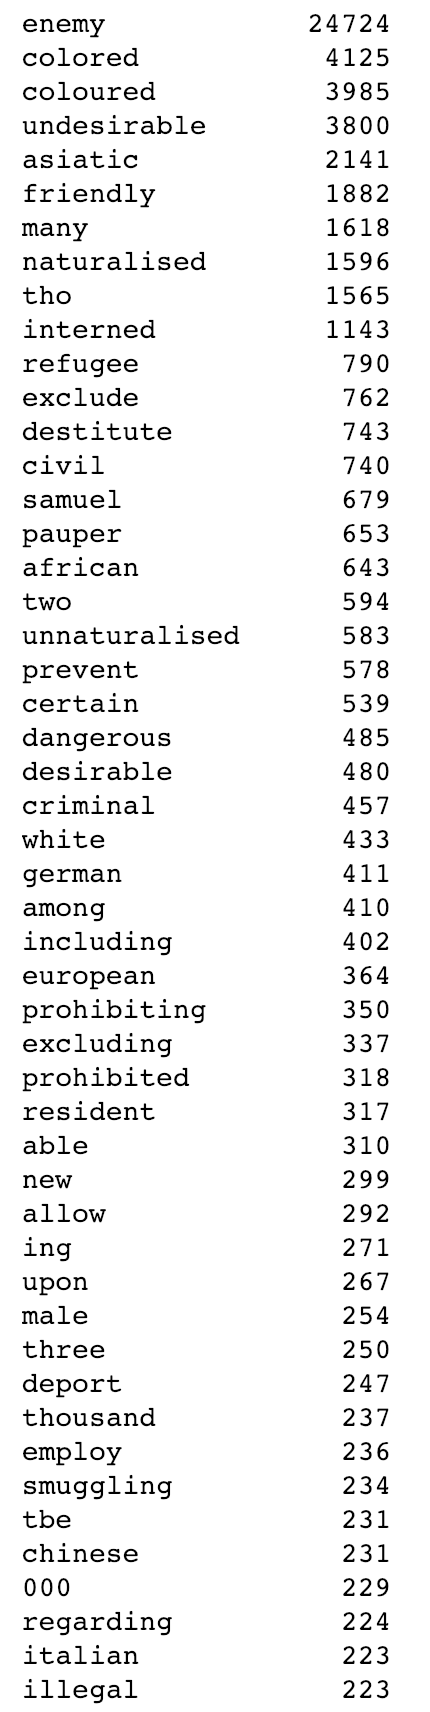 enemy 24724
colored 4125
coloured 3985
undesirable 3800
asiatic 2141
friendly 1882
many 1618
naturalised 1596
tho 1565
interned 1143
refugee 790
exclude 762
destitute 743
civil 740
samuel 679
pauper 653
african 643
two 594
unnaturalised 583
prevent 578
certain 539
dangerous 485
desirable 480
criminal 457
white 433
german 411
among 410
including 402
european 364
prohibiting 350
excluding 337
prohibited 318
resident 317
able 310
new 299
allow 292
ing 271
upon 267
male 254
three 250
deport 247
thousand 237
employ 236
smuggling 234
tbe 231
chinese 231
000 229
regarding 224
italian 223
illegal 223